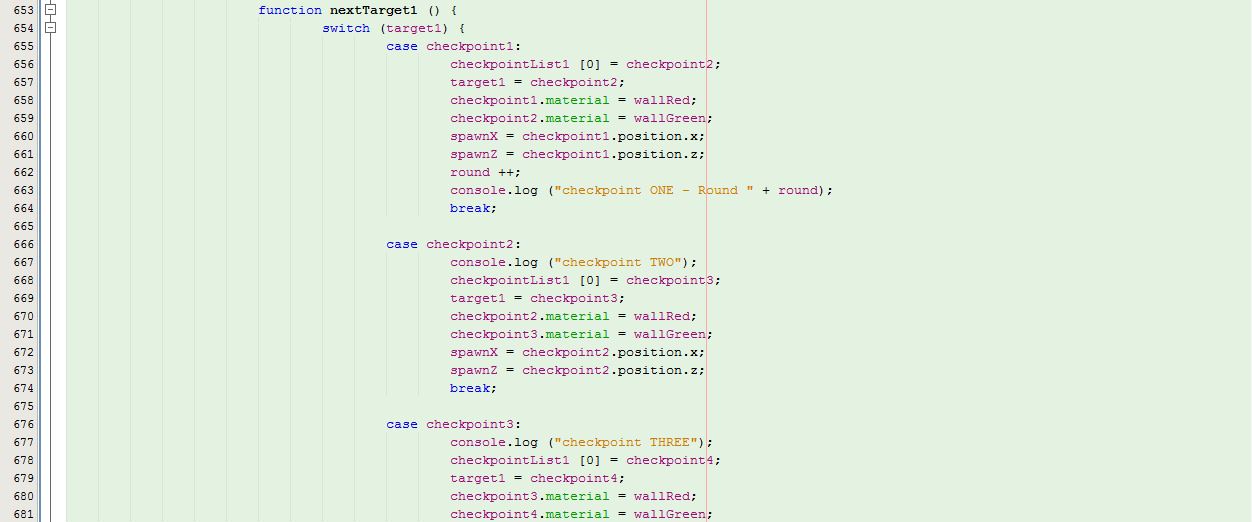 653 function nextTarget1 () {
654 switch (target1) {
655 case checkpoint1:
656 checkpointList1 [0] = checkpoint2;
657 target1 = checkpoint2;
658 checkpoint1.material = wallRed;
659 checkpoint2.material = wallGreen;
660 spawnX = checkpoint1.position.x;
661 spawnZ = checkpoint1.position.z;
662 round ++;
663 console.log ("checkpoint ONE - Round " + round);
664 break;
665
666 case checkpoint2:
667 console.log ("checkpoint TWO");
668 checkpointList1 [0] = checkpoint3;
669 target1 = checkpoint3;
670 checkpoint2.material = wallRed;
671 checkpoint3.material = wallGreen;
672 spawnX = checkpoint2.position.x;
673 spawnZ = checkpoint2.position.z;
674 break;
675
676 case checkpoint3:
677 console.log ("checkpoint THREE");
678 checkpointList1 [0] = checkpoint4;
679 target1 = checkpoint4;
680 checkpoint3.material = wallRed;
681 checkpoint4.material = wallGreen;